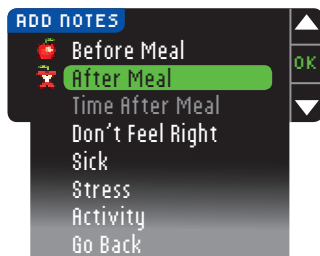 ADD NOTES
Before Meal
OK
After Meal
Time After Meal
Don't Feel Right
Sick
Stress
Activity
Go Back